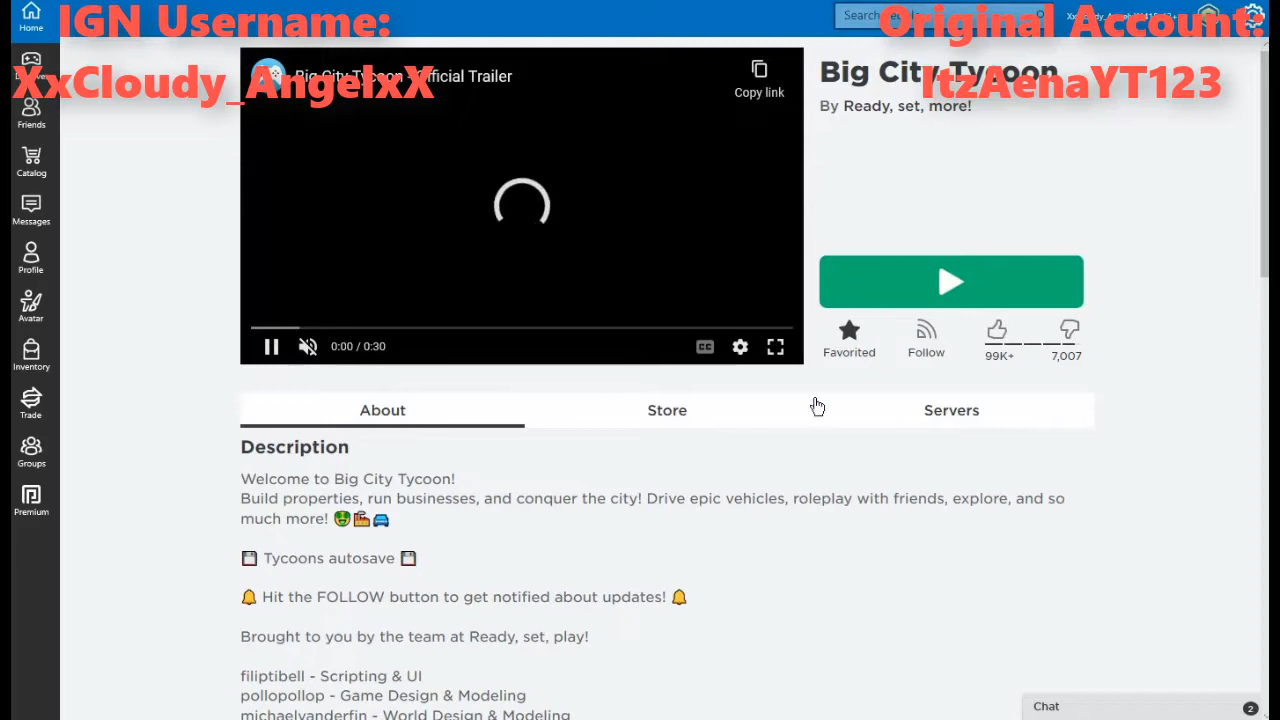 IGN Username:
XxCloudy_AngelxX
Original Account:
ItzAenaYT123
Home
Friends
Catalog
Messages
Profile
Avatar
Inventory
Trade
Groups
Premium
Search
Big City Tycoon - Official Trailer
Copy link
0:00 / 0:30
CC
Big City Tycoon
By Ready, set, more!
Favorited
Follow
99K+
7,007
About
Store
Servers
Description
Welcome to Big City Tycoon!
Build properties, run businesses, and conquer the city! Drive epic vehicles, roleplay with friends, explore, and so
much more! 🤑🏭🚘
💾 Tycoons autosave 💾
🔔 Hit the FOLLOW button to get notified about updates! 🔔
Brought to you by the team at Ready, set, play!
filiptibell - Scripting & UI
pollopollop - Game Design & Modeling
michaelvanderfin - World Design & Modeling
Chat
2